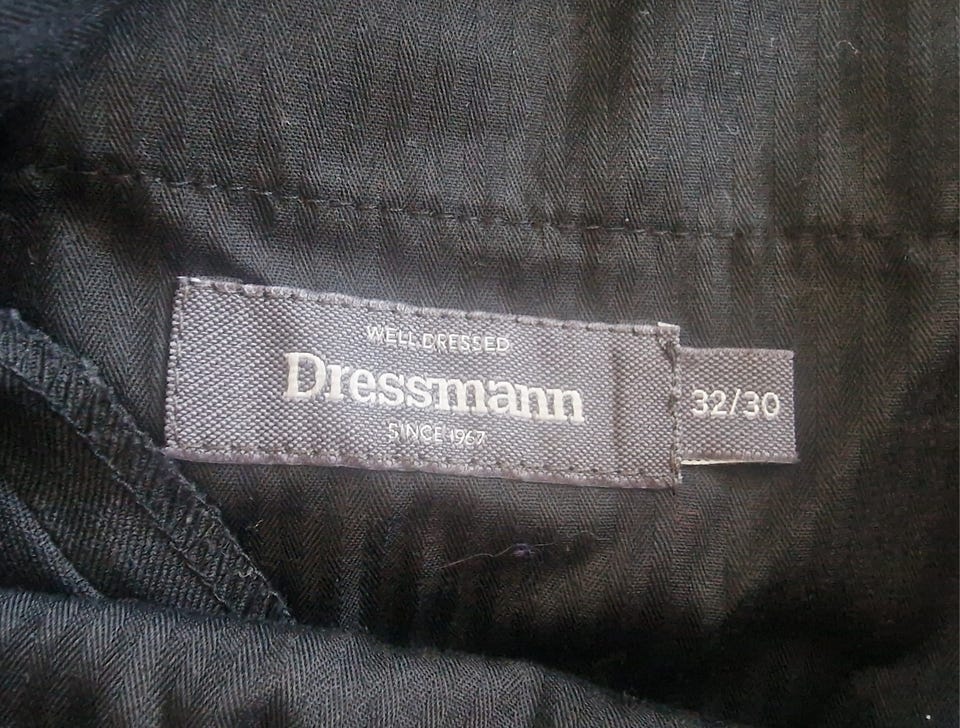 WELL DRESSED
Dressmann
SINCE 1967
32/30